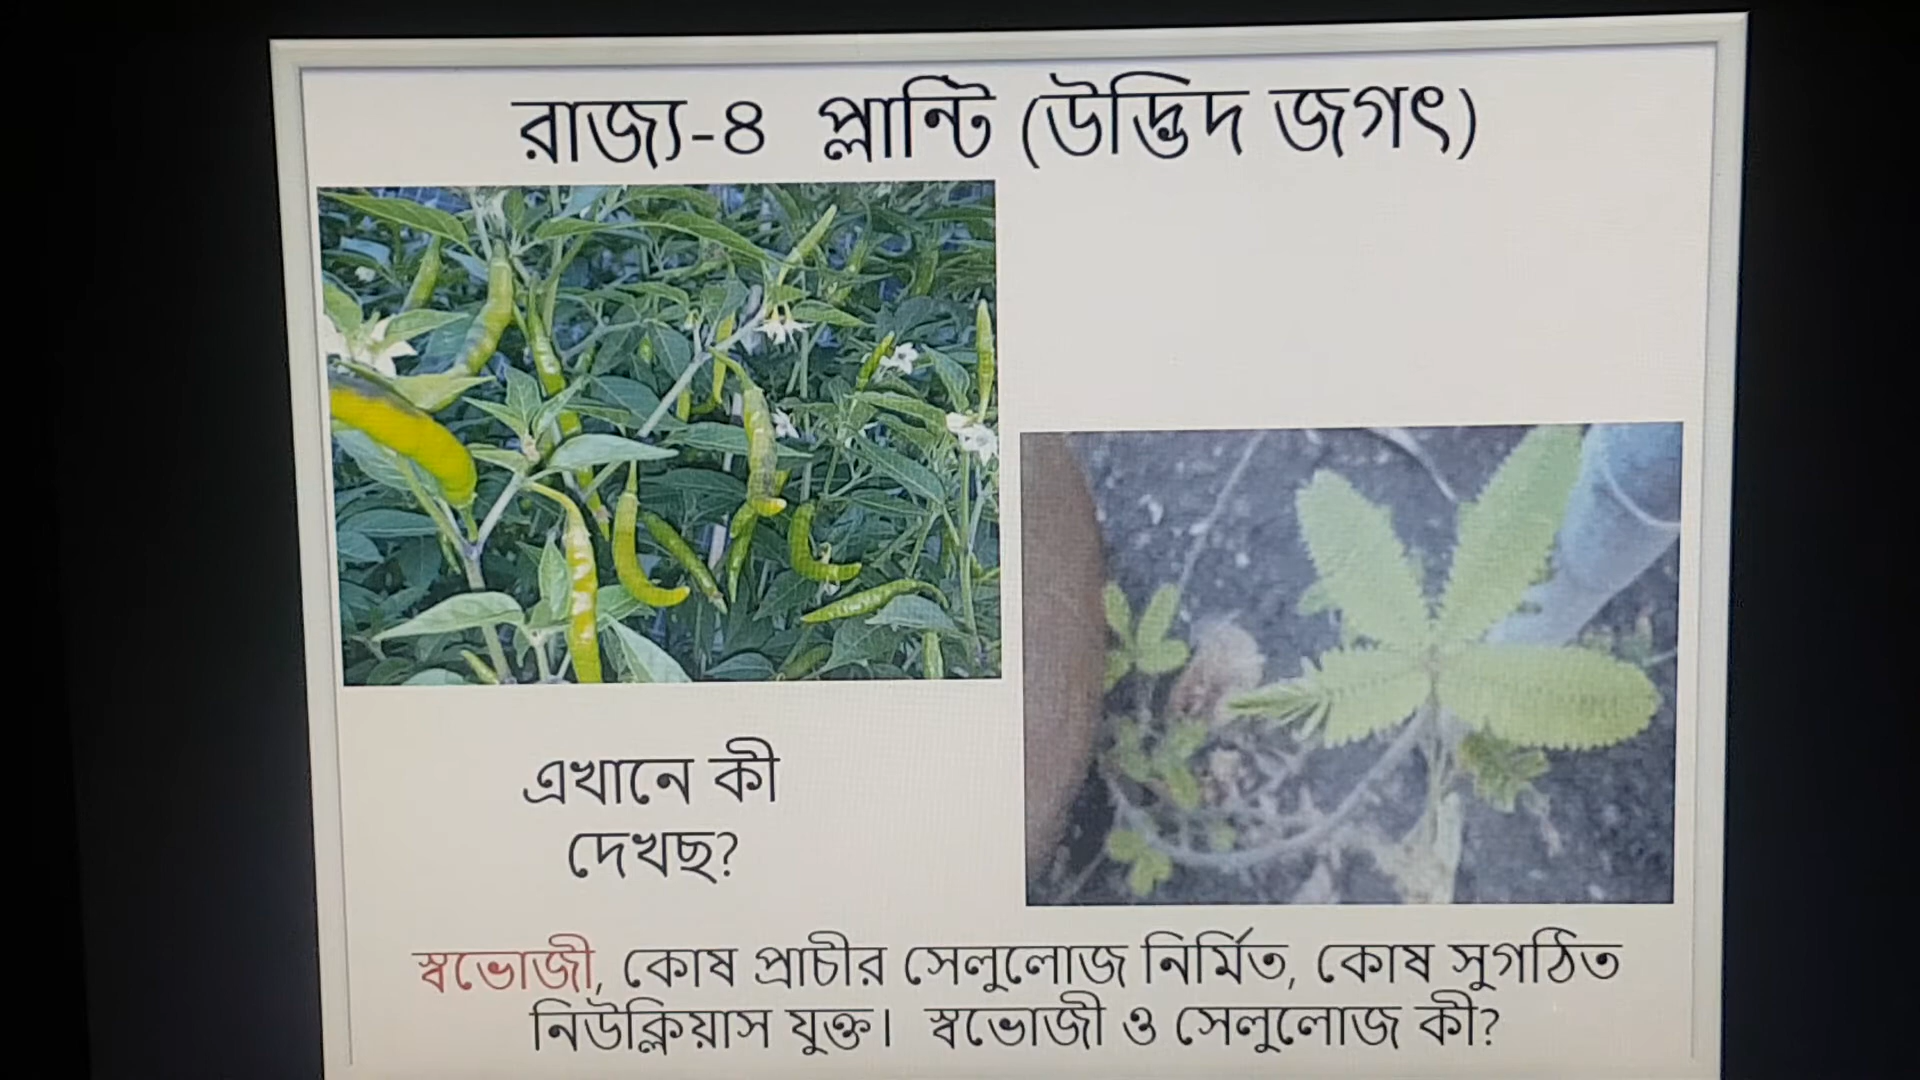 রাজ্য-৪ প্লান্টি (উদ্ভিদ জগৎ)
এখানে কী
দেখছ?
স্বভোজী, কোষ প্রাচীর সেলুলোজ নির্মিত, কোষ সুগঠিত
নিউক্লিয়াস যুক্ত। স্বভোজী ও সেলুলোজ কী?